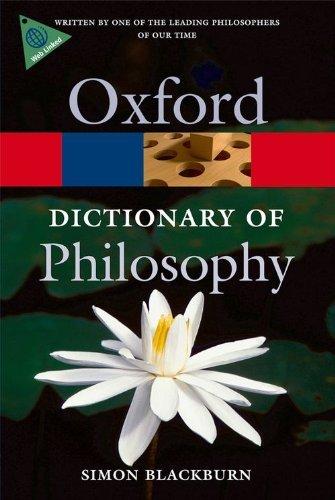 WRITTEN BY ONE OF THE LEADING PHILOSOPHERS
OF OUR TIME
Web Linked
Oxford
DICTIONARY OF
Philosophy
SIMON BLACKBURN